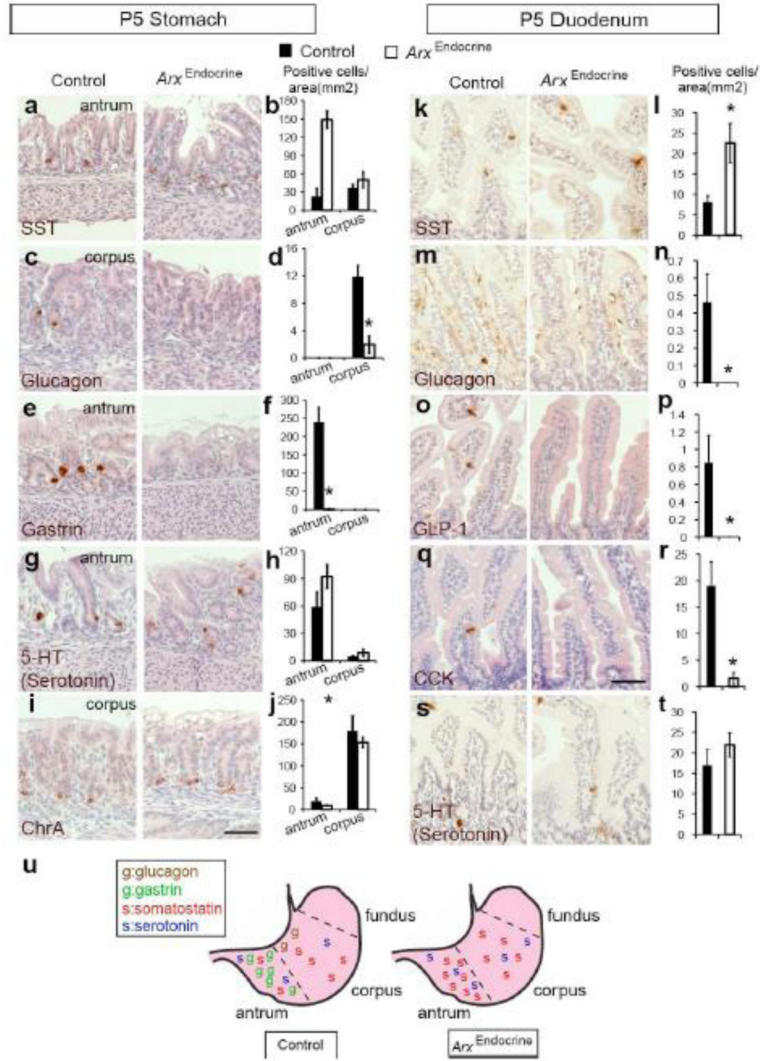 P5 Stomach
P5 Duodenum
Control Arx Endocrine
Control Arx Endocrine Positive cells/
area(mm2)
Control Arx Endocrine Positive cells/
area(mm2)
a antrum
SST
b
180
150
120
90
60
30
0
antrum corpus
c corpus
Glucagon
d
16
12
8
4
0
*
antrum corpus
e antrum
Gastrin
f
300
250
200
150
100
50
0
*
antrum corpus
g antrum
5-HT
(Serotonin)
h
120
90
60
30
0
antrum corpus
i corpus
ChrA
j
250
200
150
100
50
0
*
antrum corpus
k
SST
l
30
25
20
15
10
5
0
*
m
Glucagon
n
0.7
0.6
0.5
0.4
0.3
0.2
0.1
0
*
o
GLP-1
p
1.4
1.2
1
0.8
0.6
0.4
0.2
0
*
q
CCK
r
25
20
15
10
5
0
*
s
5-HT
(Serotonin)
t
30
25
20
15
10
5
0
u
g:glucagon
g:gastrin
s:somatostatin
s:serotonin
fundus
corpus
antrum
Control
fundus
corpus
antrum
Arx Endocrine